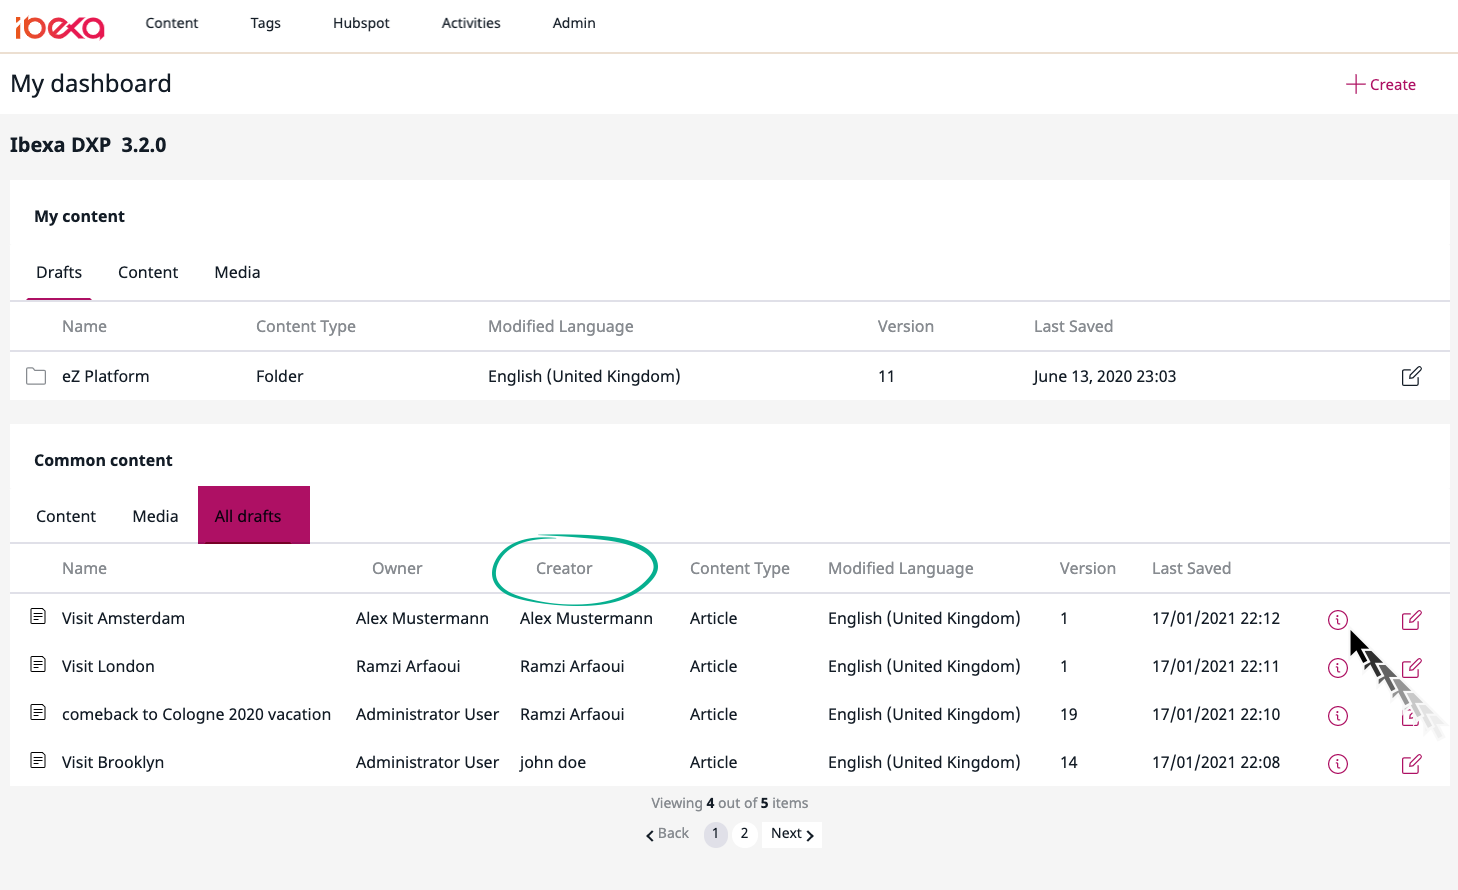 ibexa Content Tags Hubspot Activities Admin
My dashboard Create
Ibexa DXP 3.2.0
My content
Drafts Content Media
Name Content Type Modified Language Version Last Saved
eZ Platform Folder English (United Kingdom) 11 June 13, 2020 23:03
Common content
Content Media All drafts
Name Owner Creator Content Type Modified Language Version Last Saved
Visit Amsterdam Alex Mustermann Alex Mustermann Article English (United Kingdom) 1 17/01/2021 22:12
Visit London Ramzi Arfaoui Ramzi Arfaoui Article English (United Kingdom) 1 17/01/2021 22:11
comeback to Cologne 2020 vacation Administrator User Ramzi Arfaoui Article English (United Kingdom) 19 17/01/2021 22:10
Visit Brooklyn Administrator User john doe Article English (United Kingdom) 14 17/01/2021 22:08
Viewing 4 out of 5 items
Back 1 2 Next